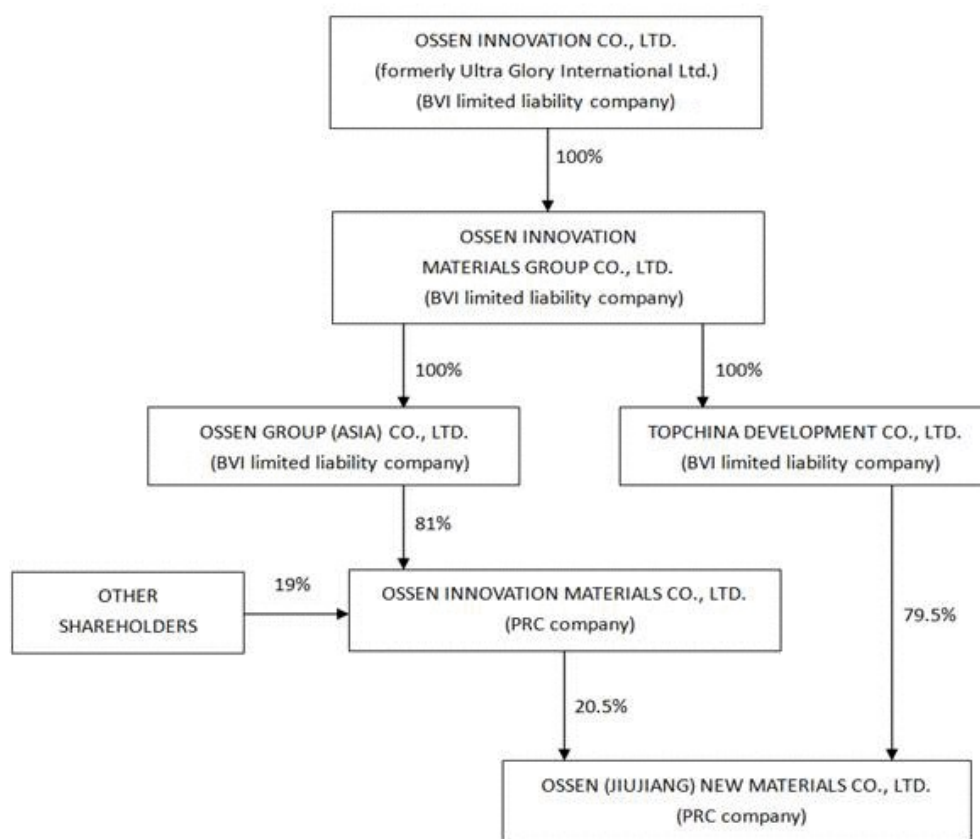 OSSEN INNOVATION CO., LTD.
(formerly Ultra Glory International Ltd.)
(BVI limited liability company)
100%
OSSEN INNOVATION
MATERIALS GROUP CO., LTD.
(BVI limited liability company)
100%
100%
OSSEN GROUP (ASIA) CO., LTD.
(BVI limited liability company)
TOPCHINA DEVELOPMENT CO., LTD.
(BVI limited liability company)
81%
OTHER
SHAREHOLDERS
19%
OSSEN INNOVATION MATERIALS CO., LTD.
(PRC company)
79.5%
20.5%
OSSEN (JIUJIANG) NEW MATERIALS CO., LTD.
(PRC company)